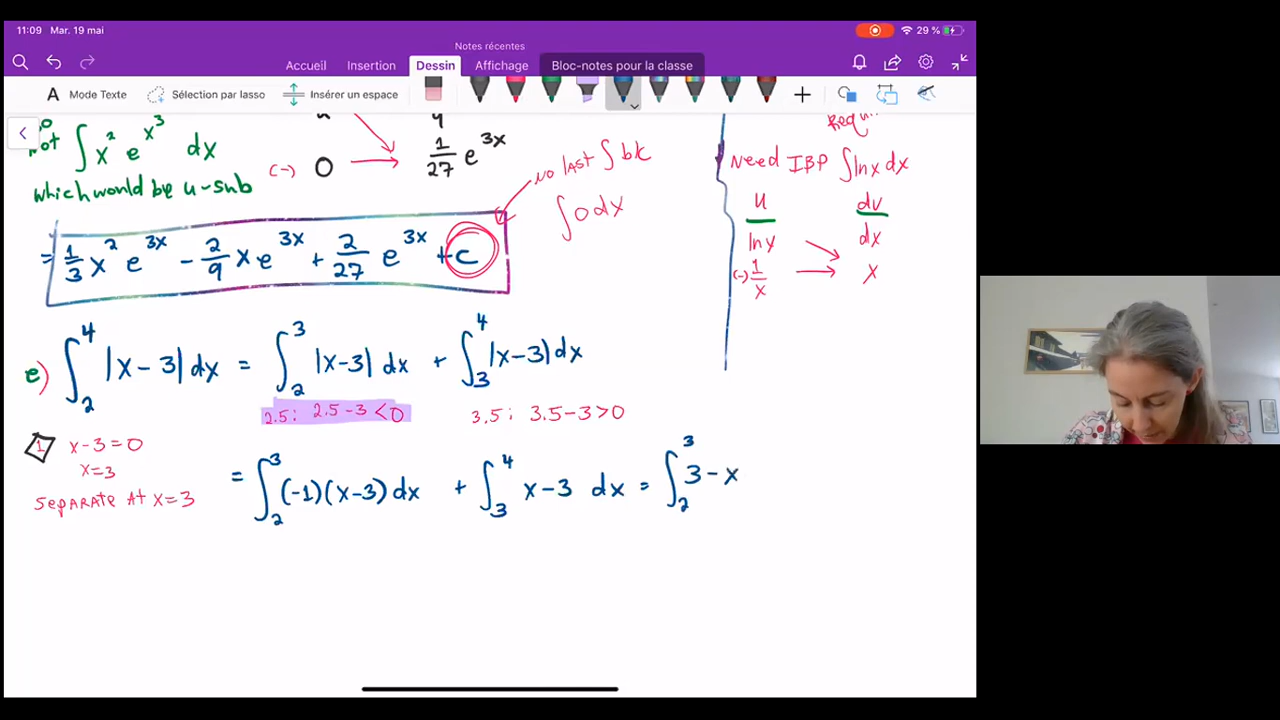 11:09 Mar. 19 mai
29 %
Notes récentes
Accueil Insertion Dessin Affichage Bloc-notes pour la classe
A Mode Texte Sélection par lasso Insérer un espace
not ∫ x² e^x³ dx
which would be u-sub
(-) 0 → 1/27 e^3x
no last ∫ b/c
∫ 0 dx
= 1/3 x² e^3x - 2/9 x e^3x + 2/27 e^3x + c
Need IBP ∫ ln x dx
u dv
ln x dx
(-) 1/x → x
e) ∫₂⁴ |x-3| dx = ∫₂³ |x-3| dx + ∫₃⁴ |x-3) dx
2.5: 2.5-3 <0 3.5: 3.5-3>0
1 x-3=0
x=3
Separate at x=3
= ∫₂³ (-1)(x-3) dx + ∫₃⁴ x-3 dx = ∫₂³ 3-x